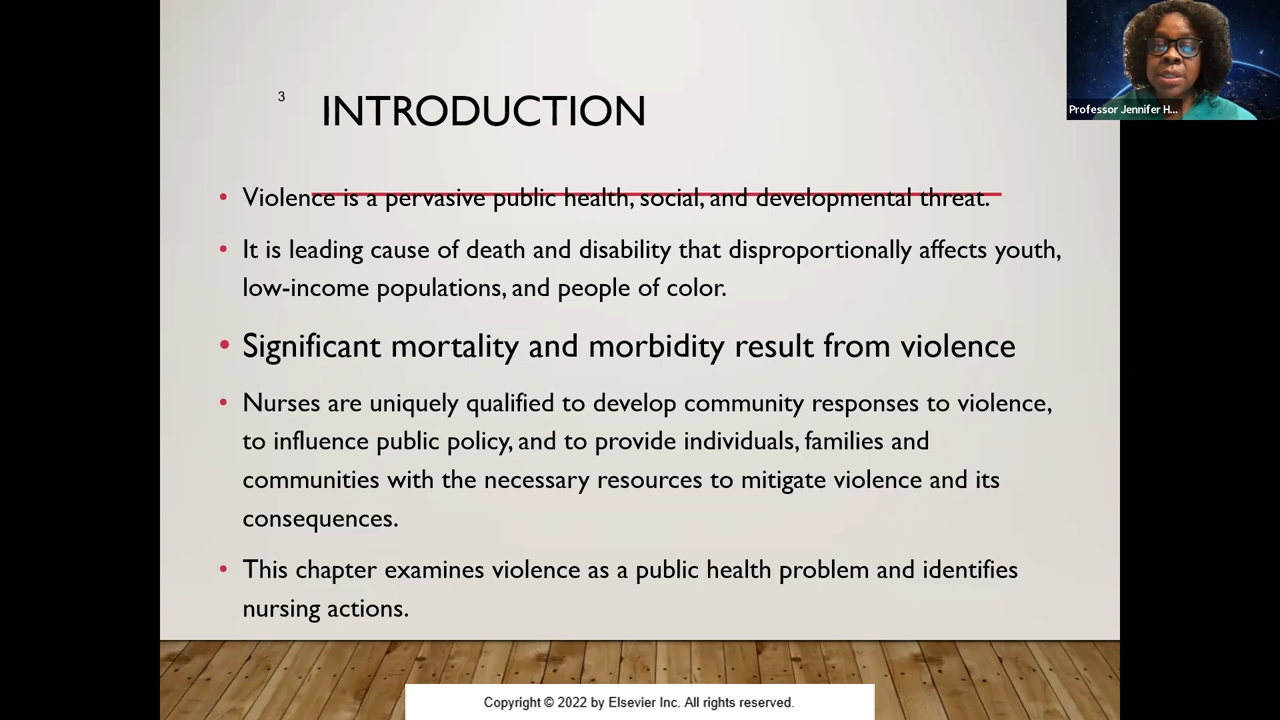 3
INTRODUCTION
• Violence is a pervasive public health, social, and developmental threat.
• It is leading cause of death and disability that disproportionally affects youth,
low-income populations, and people of color.
• Significant mortality and morbidity result from violence
• Nurses are uniquely qualified to develop community responses to violence,
to influence public policy, and to provide individuals, families and
communities with the necessary resources to mitigate violence and its
consequences.
• This chapter examines violence as a public health problem and identifies
nursing actions.
Copyright © 2022 by Elsevier Inc. All rights reserved.
Professor Jennifer H...